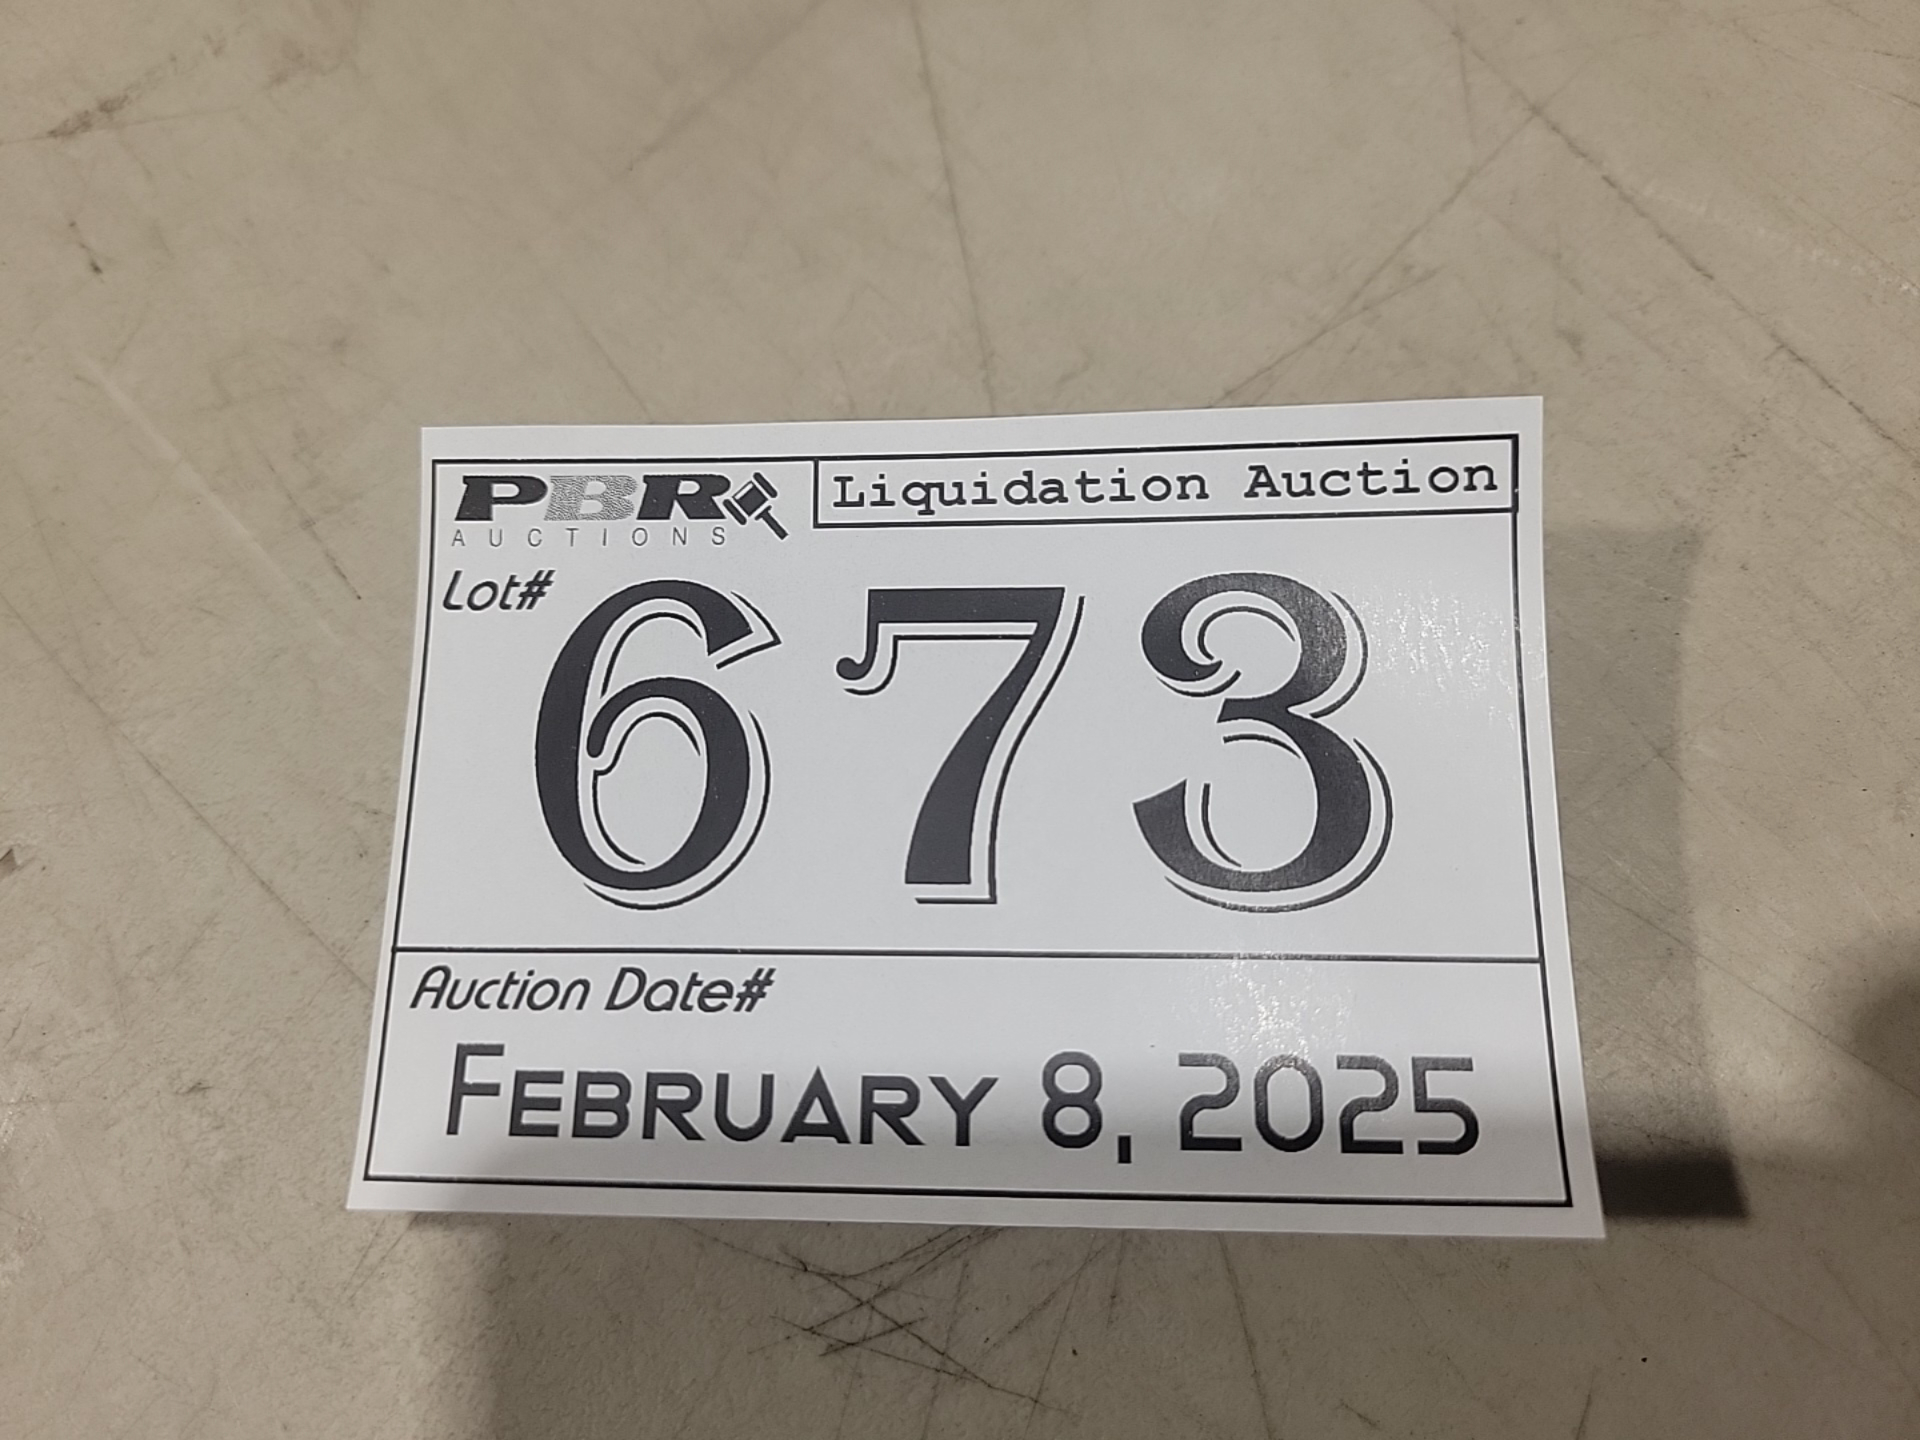 PBR
AUCTIONS
Liquidation Auction
Lot#
673
Auction Date#
FEBRUARY 8, 2025